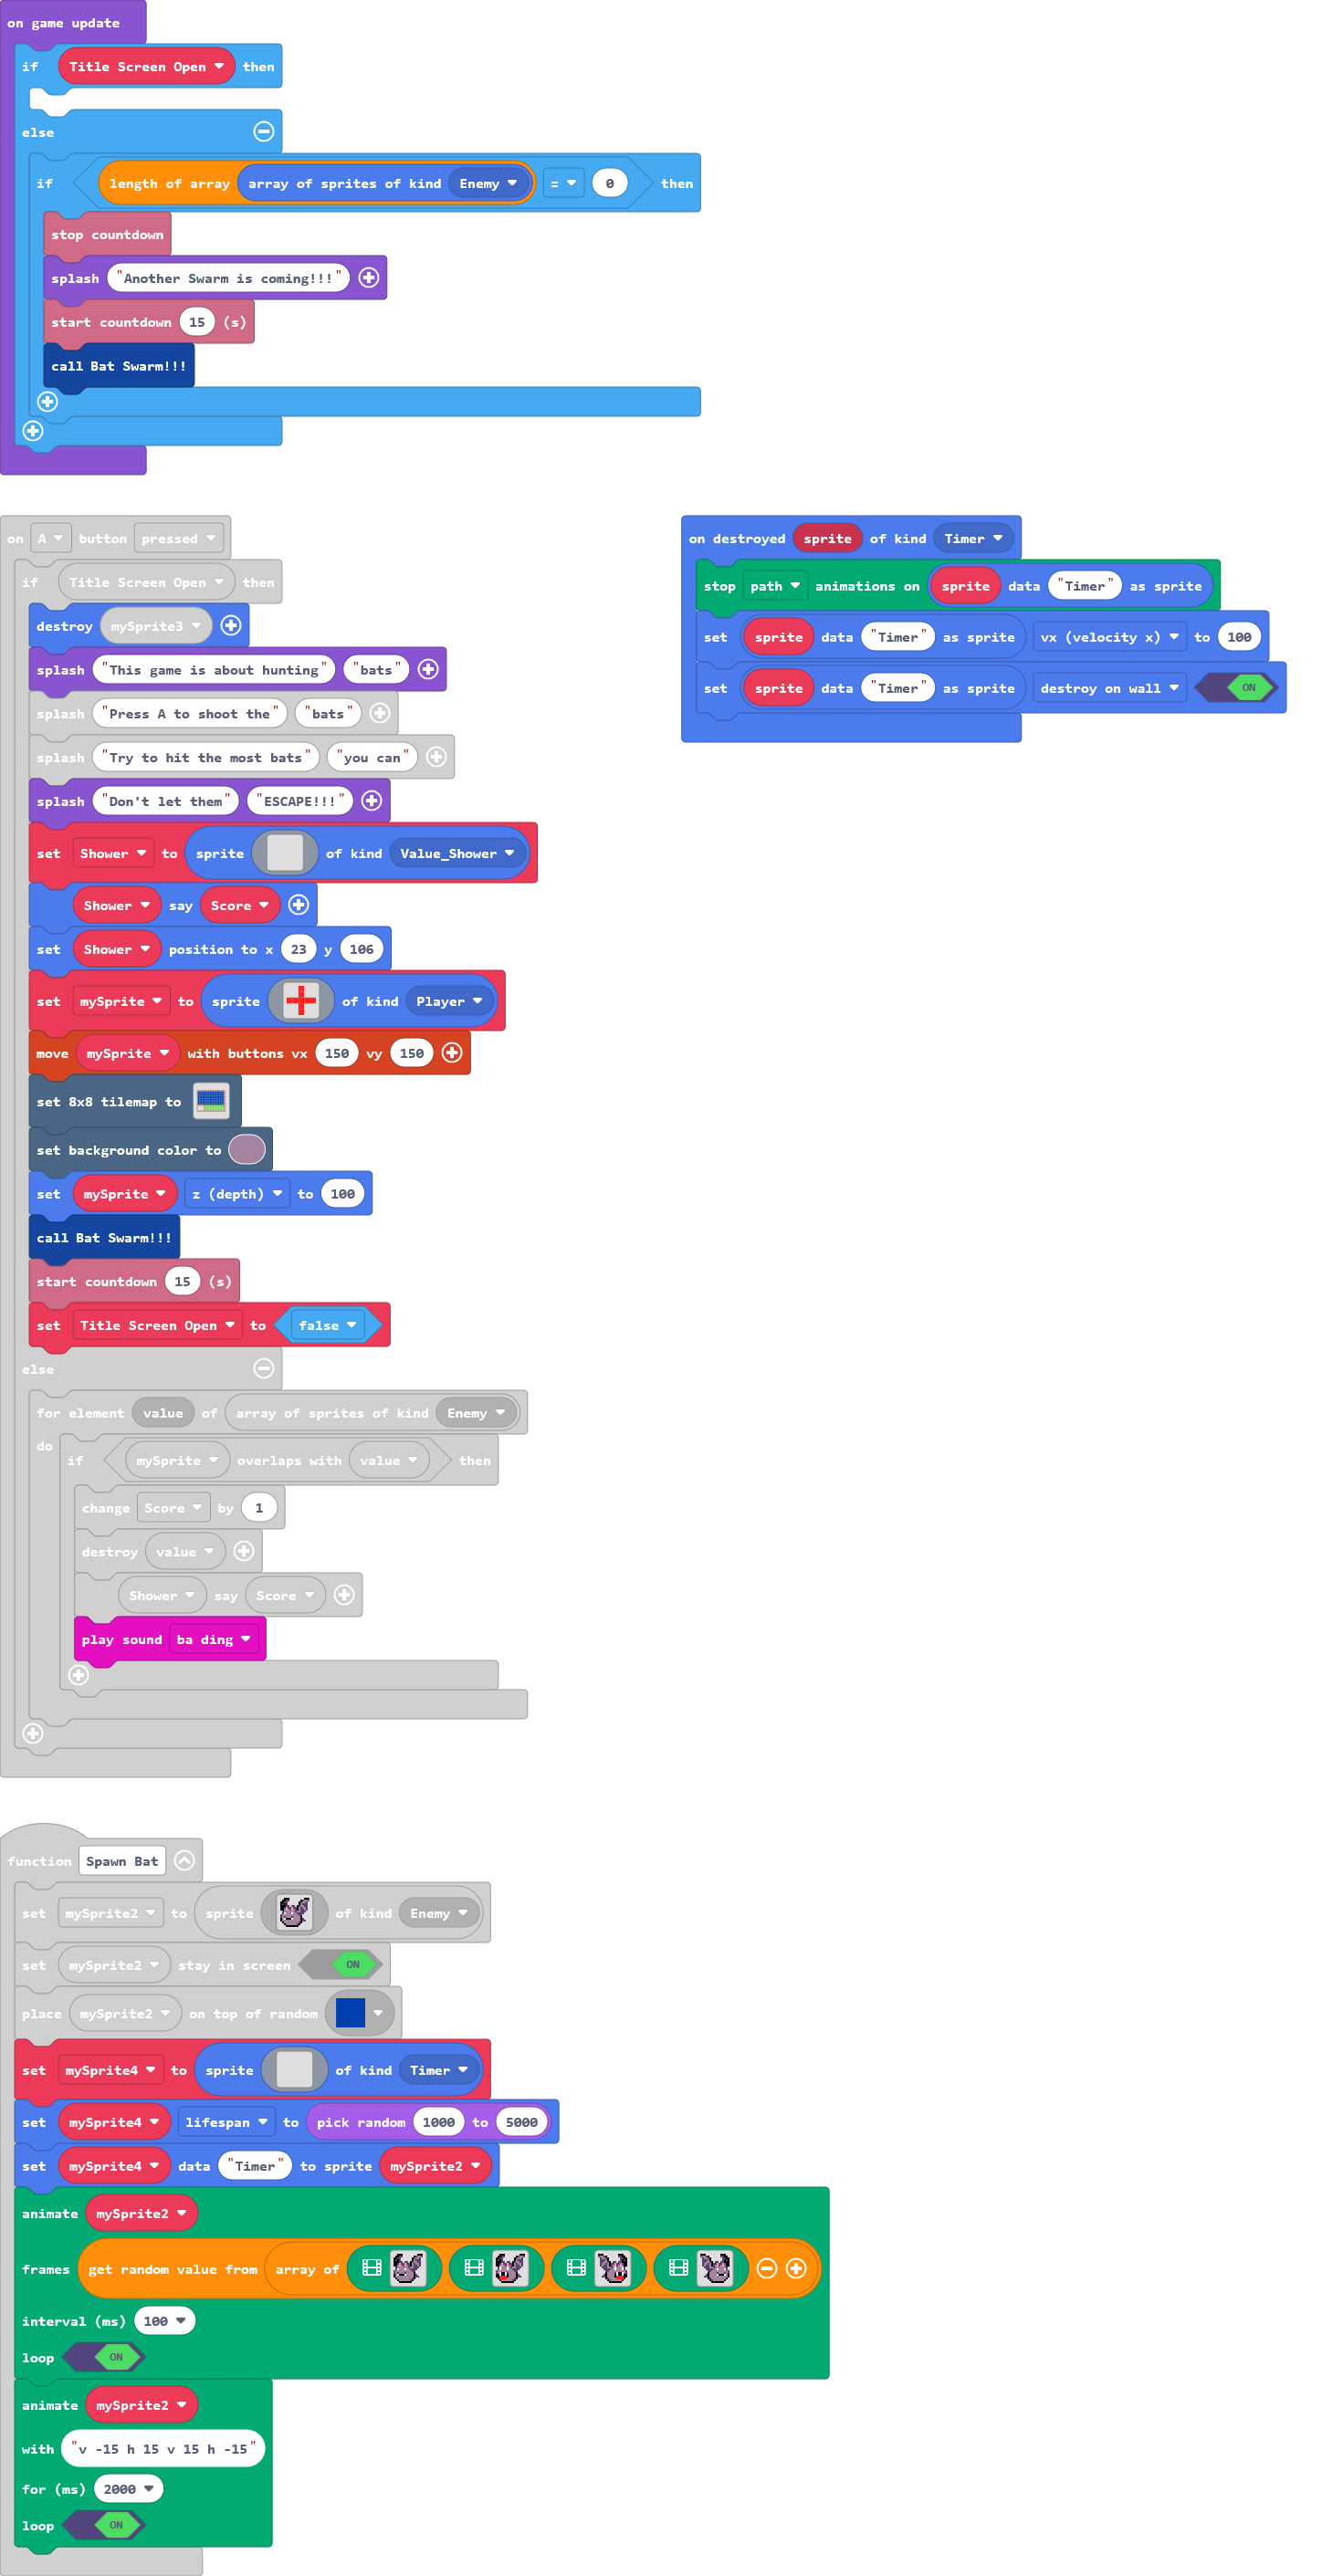 on game update
if Title Screen Open then
else
if length of array array of sprites of kind Enemy = 0 then
stop countdown
splash "Another Swarm is coming!!!"
start countdown 15 (s)
call Bat Swarm!!!
on A button pressed
if Title Screen Open then
destroy mySprite3
splash "This game is about hunting" "bats"
splash "Press A to shoot the" "bats"
splash "Try to hit the most bats" "you can"
splash "Don't let them" "ESCAPE!!!"
set Shower to sprite of kind Value_Shower
Shower say Score
set Shower position to x 23 y 106
set mySprite to sprite of kind Player
move mySprite with buttons vx 150 vy 150
set 8x8 tilemap to
set background color to
set mySprite z (depth) to 100
call Bat Swarm!!!
start countdown 15 (s)
set Title Screen Open to false
else
for element value of array of sprites of kind Enemy
do
if mySprite overlaps with value then
change Score by 1
destroy value
Shower say Score
play sound ba ding
on destroyed sprite of kind Timer
stop path animations on sprite data "Timer" as sprite
set sprite data "Timer" as sprite vx (velocity x) to 100
set sprite data "Timer" as sprite destroy on wall ON
function Spawn Bat
set mySprite2 to sprite of kind Enemy
set mySprite2 stay in screen ON
place mySprite2 on top of random
set mySprite4 to sprite of kind Timer
set mySprite4 lifespan to pick random 1000 to 5000
set mySprite4 data "Timer" to sprite mySprite2
animate mySprite2
frames get random value from array of
interval (ms) 100
loop ON
animate mySprite2
with "v -15 h 15 v 15 h -15"
for (ms) 2000
loop ON